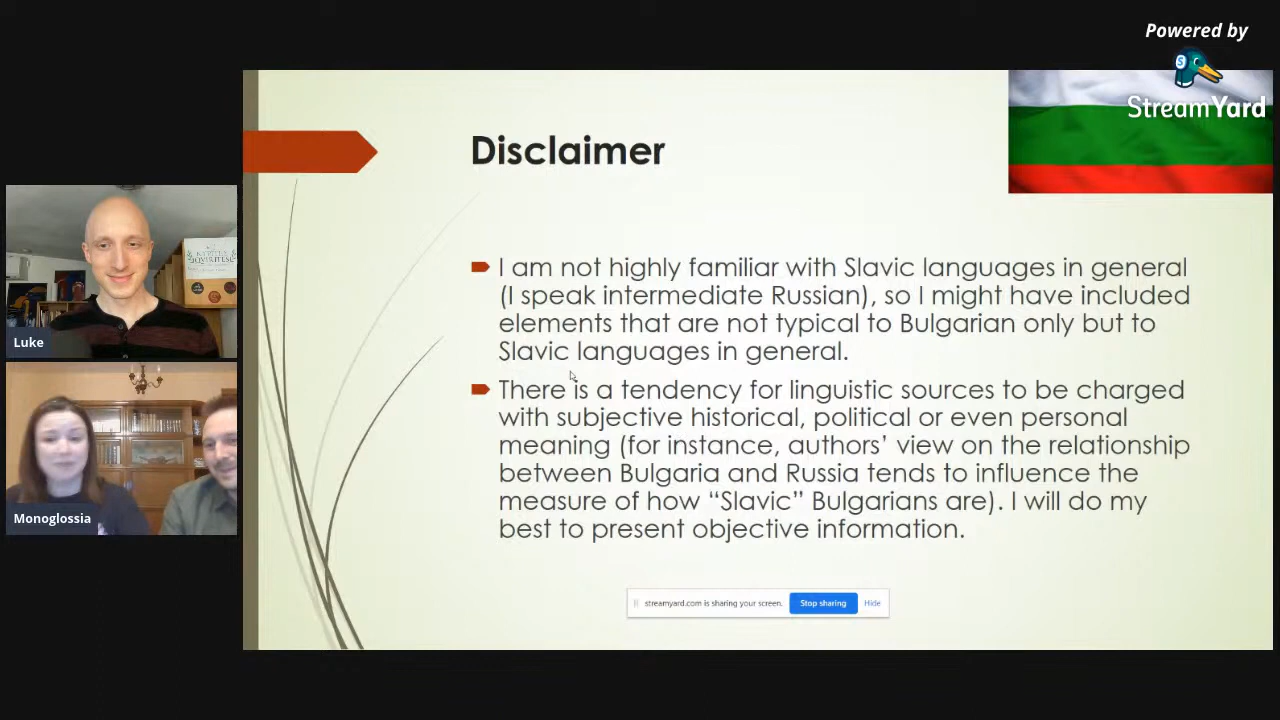 Powered by
StreamYard
Disclaimer
I am not highly familiar with Slavic languages in general
(I speak intermediate Russian), so I might have included
elements that are not typical to Bulgarian only but to
Slavic languages in general.
There is a tendency for linguistic sources to be charged
with subjective historical, political or even personal
meaning (for instance, authors’ view on the relationship
between Bulgaria and Russia tends to influence the
measure of how “Slavic” Bulgarians are). I will do my
best to present objective information.
Luke
Monoglossia
streamyard.com is sharing your screen.
Stop sharing
Hide